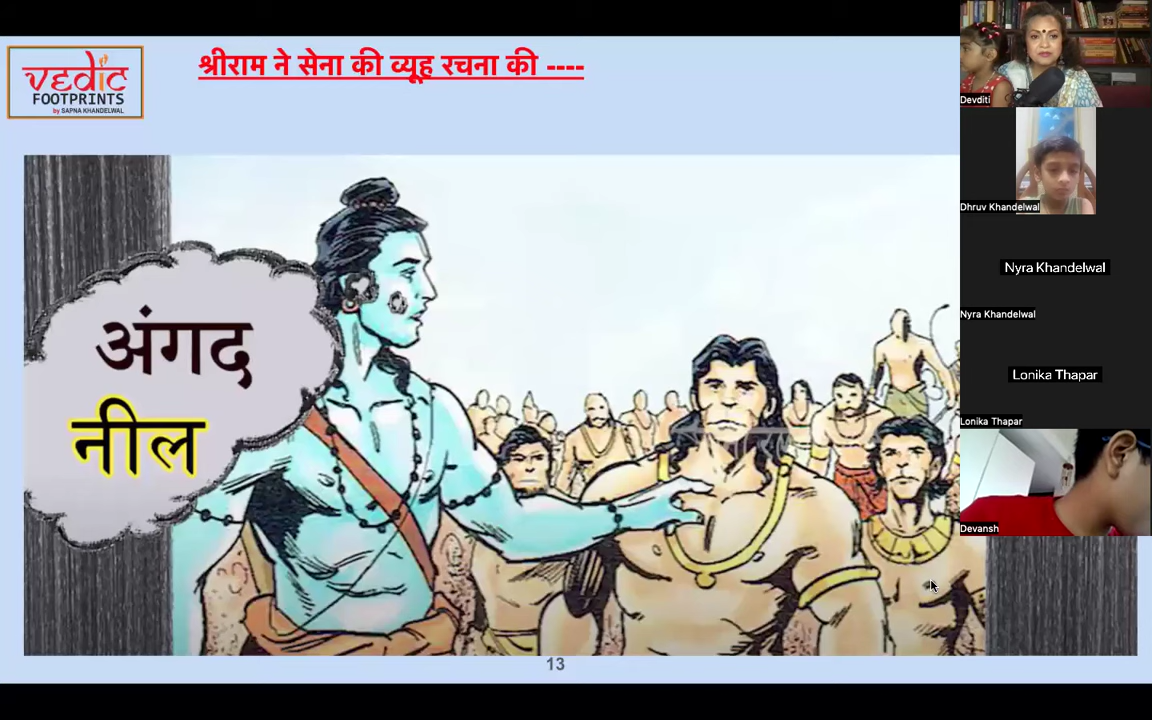 vedic
FOOTPRINTS
by SAPNA KHANDELWAL
श्रीराम ने सेना की व्यूह रचना की ----
अंगद
नील
13
Devditi
Dhruv Khandelwal
Nyra Khandelwal
Nyra Khandelwal
Lonika Thapar
Lonika Thapar
Devansh